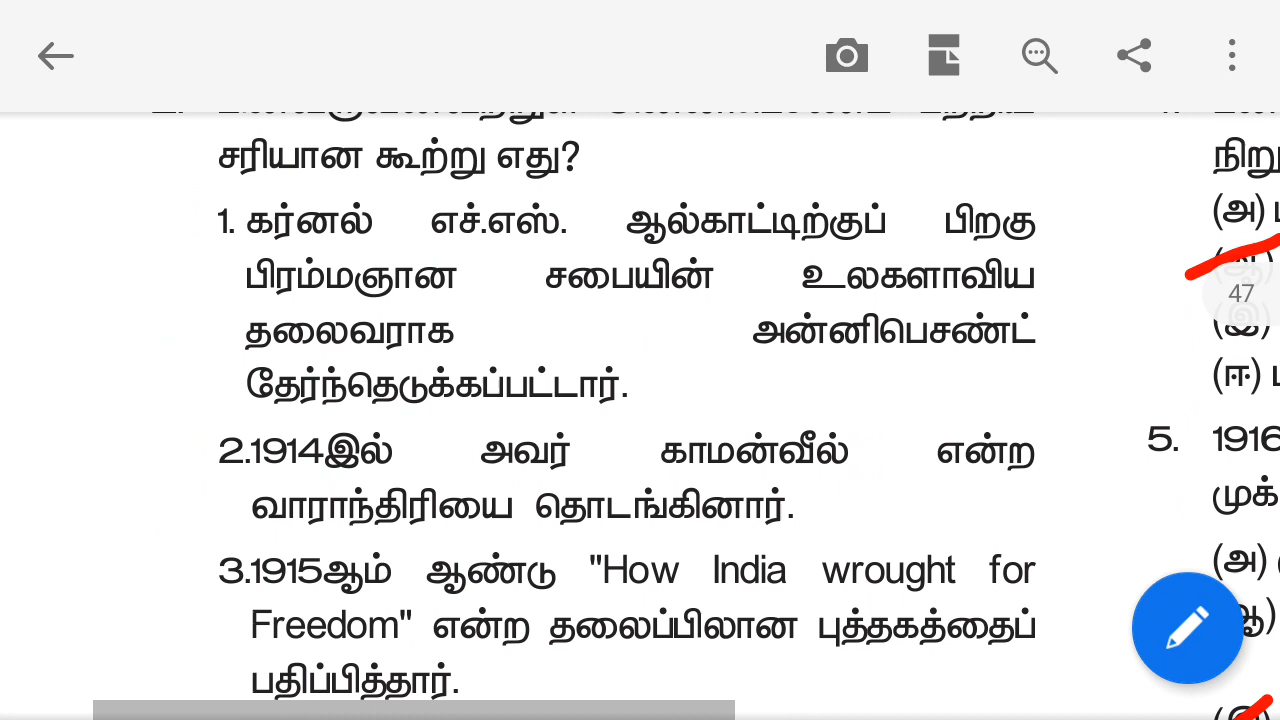 சரியான கூற்று எது?
1. கர்னல் எச்.எஸ். ஆல்காட்டிற்குப் பிறகு
பிரம்மஞான சபையின் உலகளாவிய
தலைவராக அன்னிபெசண்ட்
தேர்ந்தெடுக்கப்பட்டார்.
2.1914இல் அவர் காமன்வீல் என்ற
வாராந்திரியை தொடங்கினார்.
3.1915ஆம் ஆண்டு "How India wrought for
Freedom" என்ற தலைப்பிலான புத்தகத்தைப்
பதிப்பித்தார்.
(அ)
47
(இ)
(ஈ)
5. 1916
முக்
(அ)